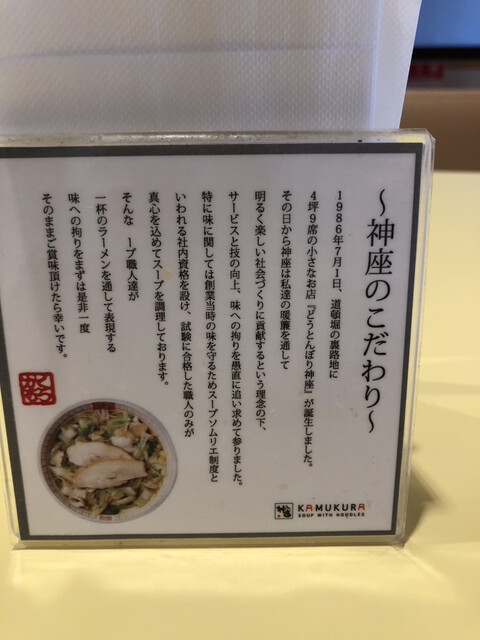 ～神座のこだわり～
1986年7月1日、道頓堀の裏路地に
4坪9席の小さなお店『どうとんぼり神座』が誕生しました。
その日から神座は私達の暖簾を通して
明るく楽しい社会づくりに貢献するという理念の下、
サービスと技の向上、味への拘りを愚直に追い求めて参りました。
特に味に関しては創業当時の味を守るためスープソムリエ制度と
いわれる社内資格を設け、試験に合格した職人のみが
真心を込めてスープを調理しております。
そんな　ープ職人達が
一杯のラーメンを通して表現する
味への拘りをまずは是非一度
そのままご賞味頂けたら幸いです。
KAMUKURA
SOUP WITH NOODLES